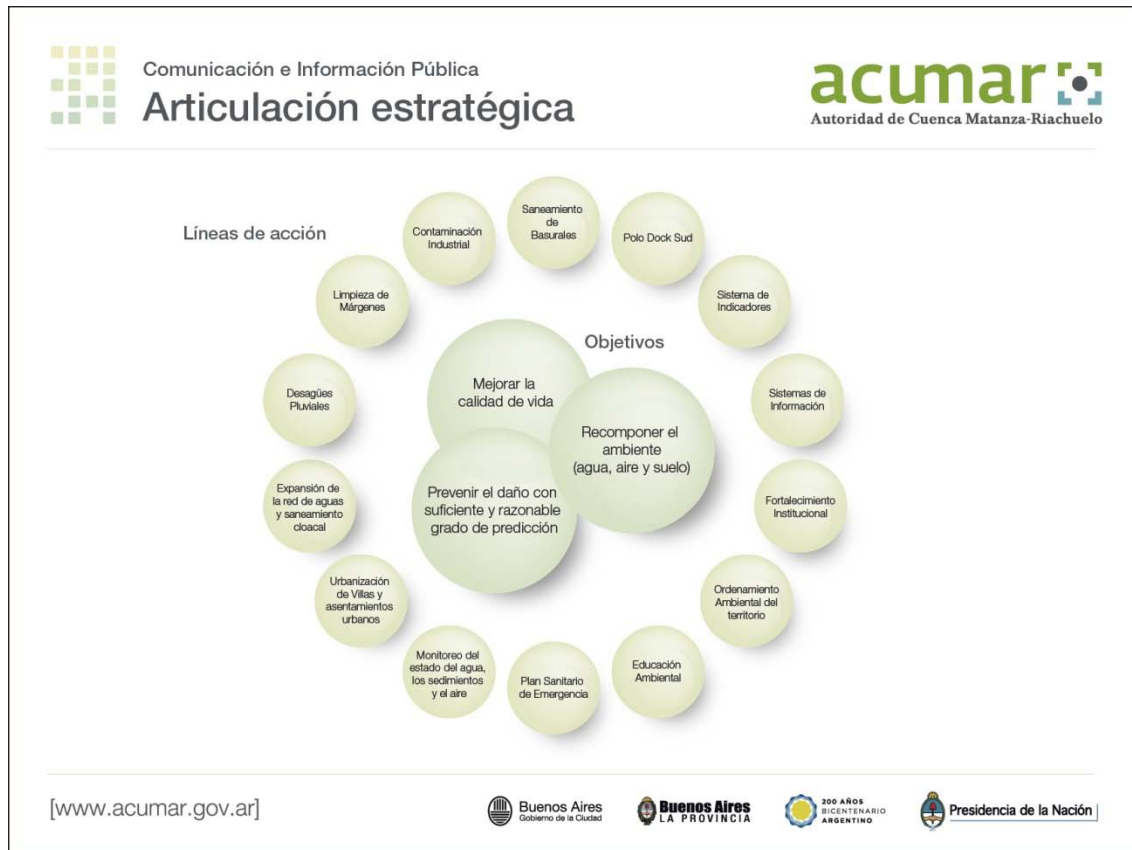 Comunicación e Información Pública
Articulación estratégica
acumar
Autoridad de Cuenca Matanza-Riachuelo
Líneas de acción
Saneamiento
de
Basurales
Polo Dock Sud
Sistema de
Indicadores
Sistemas de
Información
Fortalecimiento
Institucional
Ordenamiento
Ambiental del
territorio
Educación
Ambiental
Plan Sanitario
de Emergencia
Monitoreo del
estado del agua,
los sedimientos
y el aire
Urbanización
de Villas y
asentamientos
urbanos
Expansión de
la red de aguas
y saneamiento
cloacal
Desagües
Pluviales
Limpieza de
Márgenes
Contaminación
Industrial
Objetivos
Mejorar la
calidad de vida
Recomponer el
ambiente
(agua, aire y suelo)
Prevenir el daño con
suficiente y razonable
grado de predicción
[www.acumar.gov.ar]
Buenos Aires
Gobierno de la Ciudad
Buenos Aires
LA PROVINCIA
200 AÑOS
BICENTENARIO
ARGENTINO
Presidencia de la Nación